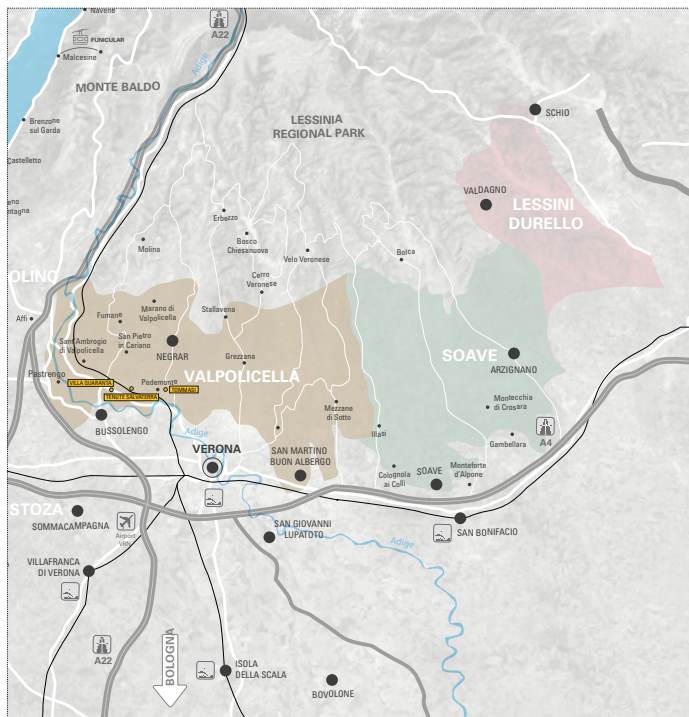 Navene
FUNICULAR
Malcesine
A22
Adige
MONTE BALDO
Brenzone
sul Garda
LESSINIA
REGIONAL PARK
SCHIO
Castelletto
VALDAGNO
LESSINI
DURELLO
Erbezzo
Bosco
Chiesanuova
Molina
Velo Veronese
Bolca
OLINO
Cerro
Veronese
Marano di
Valpolicella
Fumane
Stallavena
Affi
San Pietro
in Cariano
Sant'Ambrogio
di Valpolicella
NEGRAR
Grezzana
SOAVE
ARZIGNANO
Pastrengo
VILLA QUARANTA
Pedemonte
TOMMASI
VALPOLICELLA
TENUTE SALVATERRA
Mezzane
di Sotto
Montecchia
di Crosara
BUSSOLENGO
Adige
Illasi
A4
Gambellara
VERONA
SAN MARTINO
BUON ALBERGO
Colognola
ai Colli
SOAVE
Monteforte
d'Alpone
STOZA
SOMMACAMPAGNA
Airport
VRN
SAN GIOVANNI
LUPATOTO
SAN BONIFACIO
Adige
VILLAFRANCA
DI VERONA
A22
BOLOGNA
ISOLA
DELLA SCALA
BOVOLONE